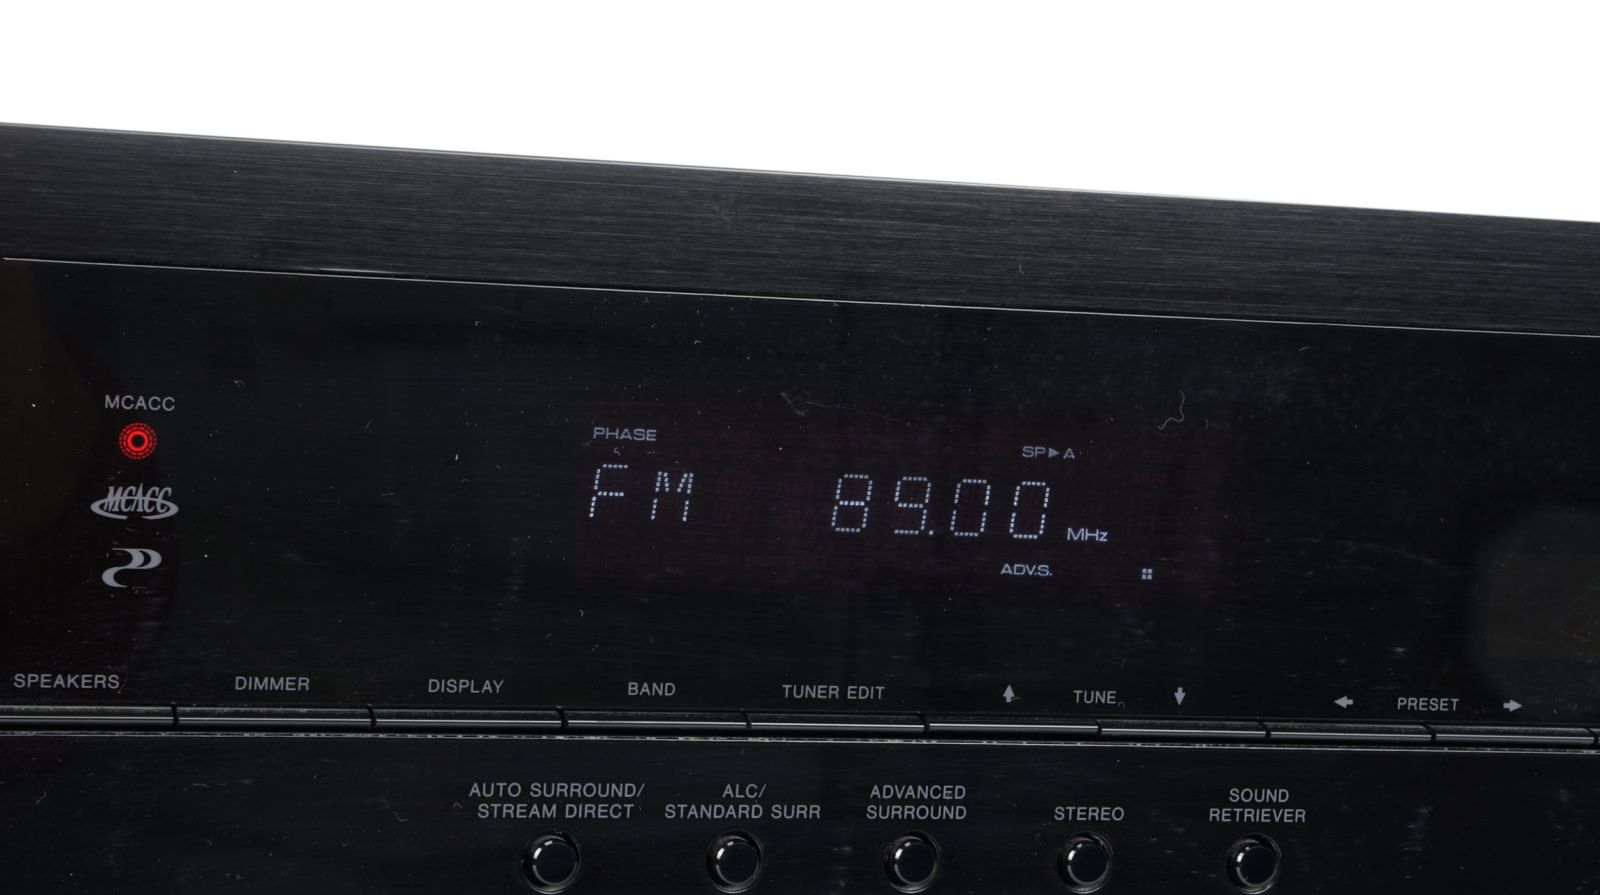 MCACC
PHASE
SP▶A
FM 89.00 MHz
MCACC
ADV.S.
SPEAKERS
DIMMER
DISPLAY
BAND
TUNER EDIT
↑ TUNE ↓
← PRESET →
AUTO SURROUND/
STREAM DIRECT
ALC/
STANDARD SURR
ADVANCED
SURROUND
STEREO
SOUND
RETRIEVER